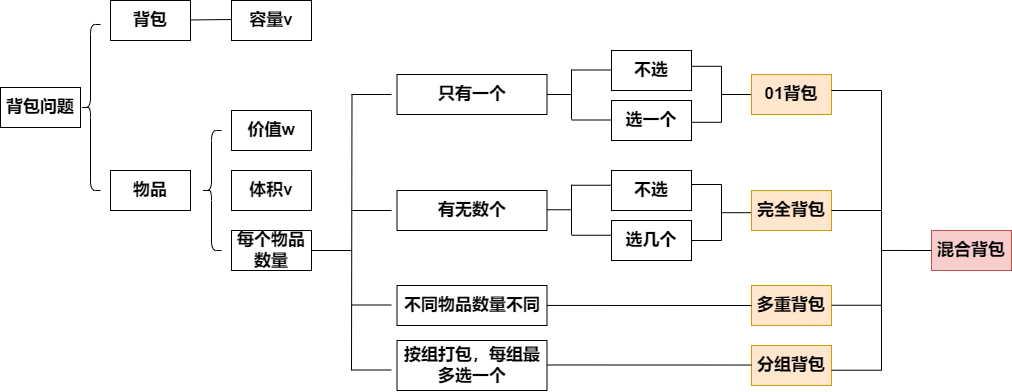 背包
容量v
背包问题
物品
价值w
体积v
每个物品
数量
只有一个
不选
选一个
01背包
有无数个
不选
选几个
完全背包
不同物品数量不同
多重背包
按组打包，每组最
多选一个
分组背包
混合背包